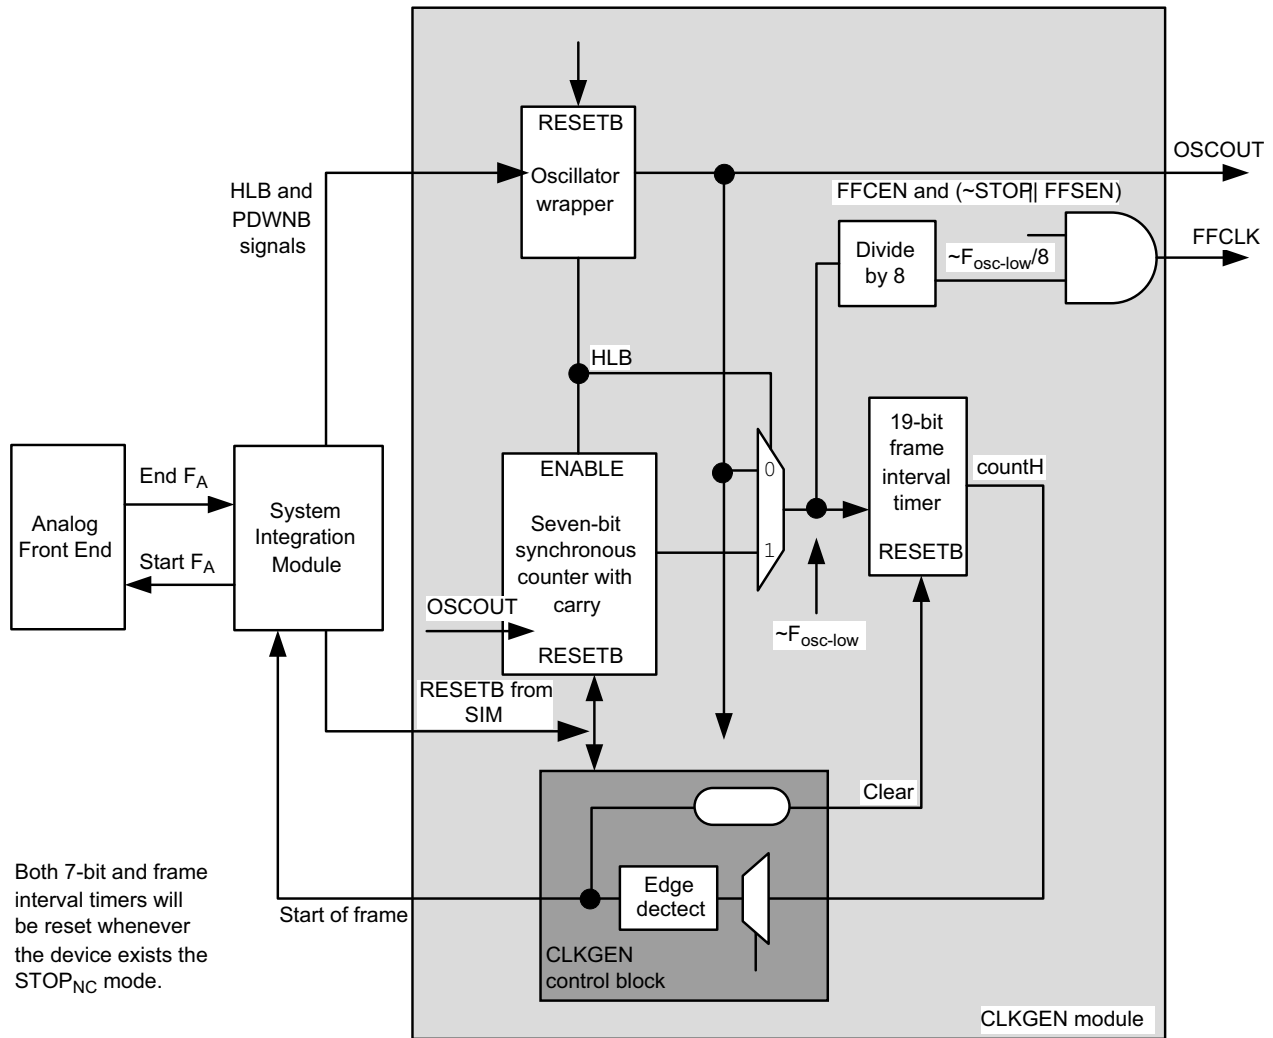 RESETB
Oscillator
wrapper
OSCOUT
HLB and
PDWNB
signals
FFCEN and (~STOP|| FFSEN)
FFCLK
Divide
by 8
~Fosc-low/8
HLB
19-bit
frame
interval
timer
RESETB
countH
0
1
ENABLE
Seven-bit
synchronous
counter with
carry
RESETB
OSCOUT
End FA
Start FA
Analog
Front End
System
Integration
Module
~Fosc-low
RESETB from
SIM
Clear
Edge
dectect
Start of frame
CLKGEN
control block
Both 7-bit and frame
interval timers will
be reset whenever
the device exists the
STOPNC mode.
CLKGEN module